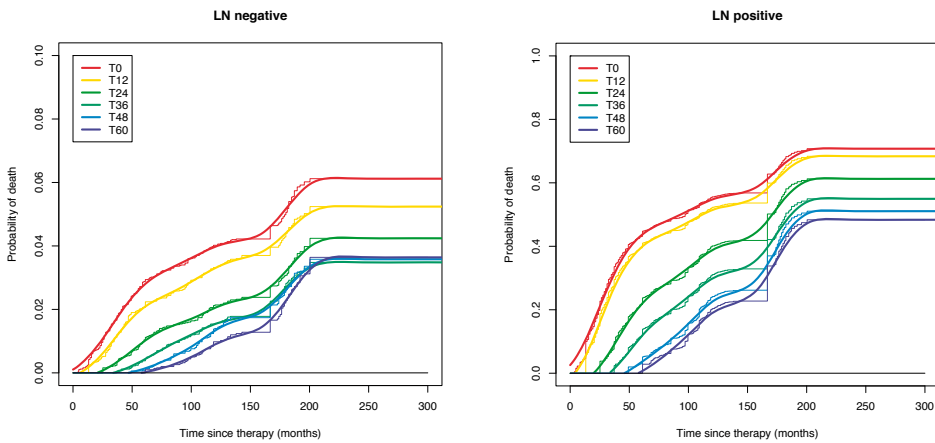 LN negative
Probability of death
0.10
0.08
0.06
0.04
0.02
0.00
T0
T12
T24
T36
T48
T60
0 50 100 150 200 250 300
Time since therapy (months)
LN positive
Probability of death
1.0
0.8
0.6
0.4
0.2
0.0
T0
T12
T24
T36
T48
T60
0 50 100 150 200 250 300
Time since therapy (months)